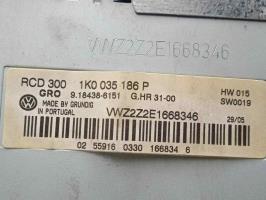 VWZ2Z2E1668346
RCD 300 1K0 035 186 P
GRO 9.18438-6151 G.HR 31-00
HW 015
SW0019
MADE BY GRUNDIG
IN PORTUGAL
VWZ2Z2E1668346
29/05
02 55916 0330 166834 6